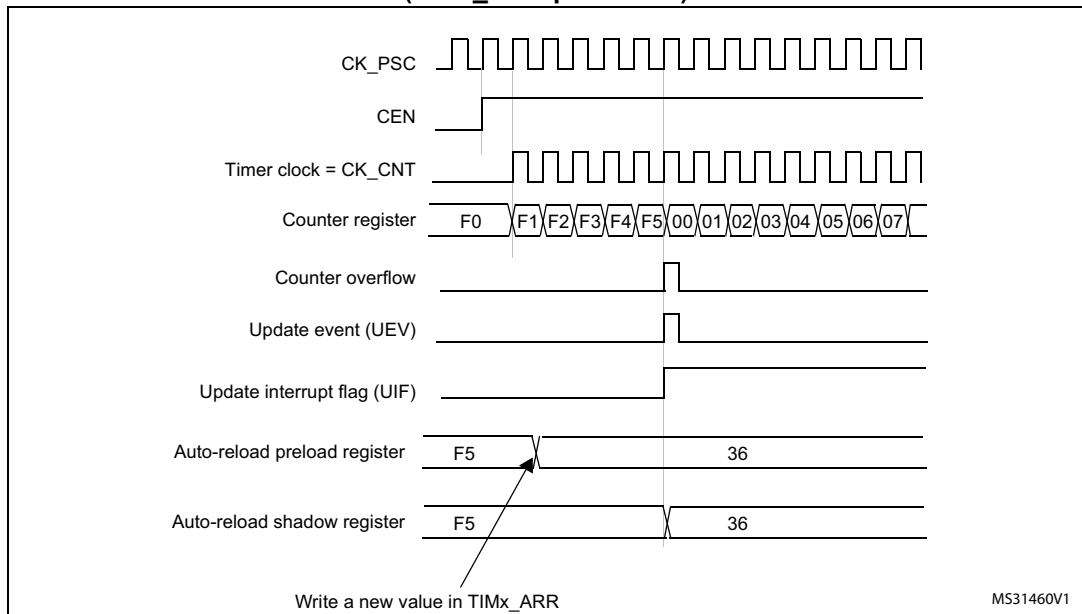 CK_PSC
CEN
Timer clock = CK_CNT
Counter register F0 F1 F2 F3 F4 F5 00 01 02 03 04 05 06 07
Counter overflow
Update event (UEV)
Update interrupt flag (UIF)
Auto-reload preload register F5 36
Auto-reload shadow register F5 36
Write a new value in TIMx_ARR
MS31460V1